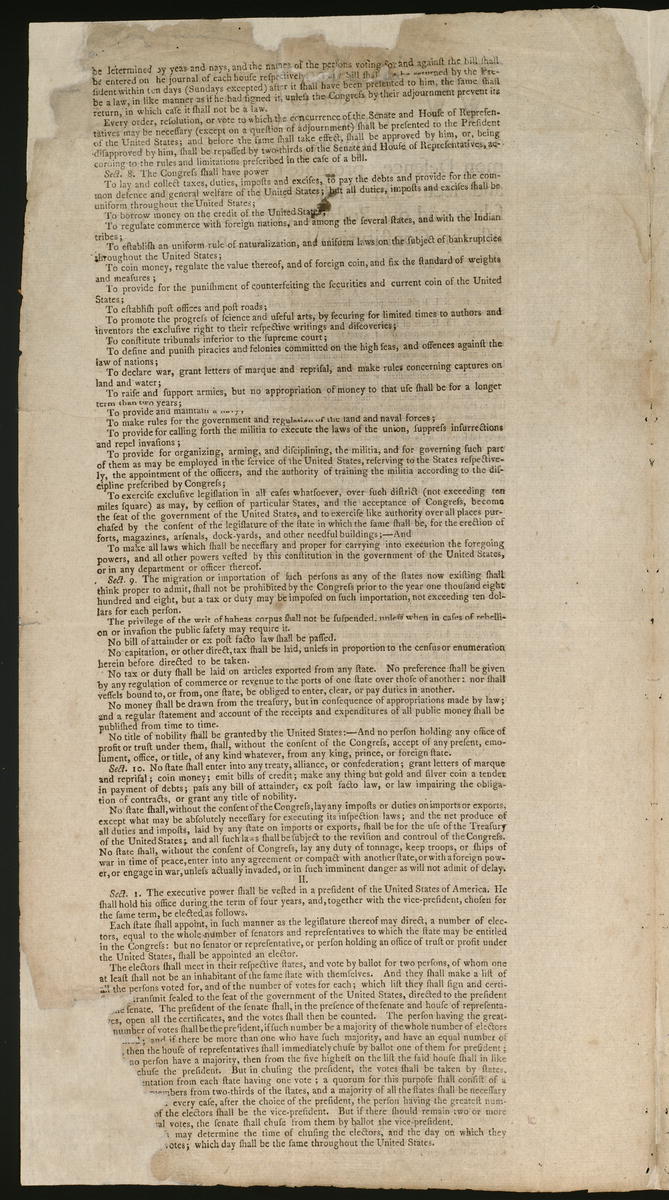 be determined by yeas and nays, and the names of the persons voting for and against the bill shall
be entered on the journal of each house respectively bill shall be returned by the Pre-
sident within ten days (Sundays excepted) after it shall have been presented to him, the same shall
be a law, in like manner as if he had signed it, unless the Congress by their adjournment prevent its
return, in which case it shall not be a law.
Every order, resolution, or vote to which the concurrence of the Senate and House of Represen-
tatives may be necessary (except on a question of adjournment) shall be presented to the President
of the United States; and before the same shall take effect, shall be approved by him, or, being
disapproved by him, shall be repassed by two-thirds of the Senate and House of Representatives, ac-
cording to the rules and limitations prescribed in the case of a bill.
Sect. 8. The Congress shall have power
To lay and collect taxes, duties, imposts and excises, to pay the debts and provide for the com-
mon defence and general welfare of the United States; but all duties, imposts and excises shall be
uniform throughout the United States;
To borrow money on the credit of the United States;
To regulate commerce with foreign nations, and among the several states, and with the Indian
tribes;
To establish an uniform rule of naturalization, and uniform laws on the subject of bankruptcies
throughout the United States;
To coin money, regulate the value thereof, and of foreign coin, and fix the standard of weights
and measures;
To provide for the punishment of counterfeiting the securities and current coin of the United
States;
To establish post offices and post roads;
To promote the progress of science and useful arts, by securing for limited times to authors and
inventors the exclusive right to their respective writings and discoveries;
To constitute tribunals inferior to the supreme court;
To define and punish piracies and felonies committed on the high seas, and offences against the
law of nations;
To declare war, grant letters of marque and reprisal, and make rules concerning captures on
land and water;
To raise and support armies, but no appropriation of money to that use shall be for a longer
term than two years;
To provide and maintain a navy;
To make rules for the government and regulation of the land and naval forces;
To provide for calling forth the militia to execute the laws of the union, suppress insurrections
and repel invasions;
To provide for organizing, arming, and disciplining, the militia, and for governing such part
of them as may be employed in the service of the United States, reserving to the States respective-
ly, the appointment of the officers, and the authority of training the militia according to the dis-
cipline prescribed by Congress;
To exercise exclusive legislation in all cases whatsoever, over such district (not exceeding ten
miles square) as may, by cession of particular States, and the acceptance of Congress, become
the seat of the government of the United States, and to exercise like authority over all places pur-
chased by the consent of the legislature of the state in which the same shall be, for the erection of
forts, magazines, arsenals, dock-yards, and other needful buildings;—And
To make all laws which shall be necessary and proper for carrying into execution the foregoing
powers, and all other powers vested by this constitution in the government of the United States,
or in any department or officer thereof.
Sect. 9. The migration or importation of such persons as any of the states now existing shall
think proper to admit, shall not be prohibited by the Congress prior to the year one thousand eight
hundred and eight, but a tax or duty may be imposed on such importation, not exceeding ten dol-
lars for each person.
The privilege of the writ of habeas corpus shall not be suspended, unless when in cases of rebelli-
on or invasion the public safety may require it.
No bill of attainder or ex post facto law shall be passed.
No capitation, or other direct, tax shall be laid, unless in proportion to the census or enumeration
herein before directed to be taken.
No tax or duty shall be laid on articles exported from any state. No preference shall be given
by any regulation of commerce or revenue to the ports of one state over those of another: nor shall
vessels bound to, or from, one state, be obliged to enter, clear, or pay duties in another.
No money shall be drawn from the treasury, but in consequence of appropriations made by law;
and a regular statement and account of the receipts and expenditures of all public money shall be
published from time to time.
No title of nobility shall be granted by the United States:—And no person holding any office of
profit or trust under them, shall, without the consent of the Congress, accept of any present, emo-
lument, office, or title, of any kind whatever, from any king, prince, or foreign state.
Sect. 10. No state shall enter into any treaty, alliance, or confederation; grant letters of marque
and reprisal; coin money; emit bills of credit; make any thing but gold and silver coin a tender
in payment of debts; pass any bill of attainder, ex post facto law, or law impairing the obliga-
tion of contracts, or grant any title of nobility.
No state shall, without the consent of the Congress, lay any imposts or duties on imports or exports,
except what may be absolutely necessary for executing its inspection laws; and the net produce of
all duties and imposts, laid by any state on imports or exports, shall be for the use of the Treasury
of the United States; and all such laws shall be subject to the revision and controul of the Congress.
No state shall, without the consent of Congress, lay any duty of tonnage, keep troops, or ships of
war in time of peace, enter into any agreement or compact with another state, or with a foreign pow-
er, or engage in war, unless actually invaded, or in such imminent danger as will not admit of delay.
II.
Sect. 1. The executive power shall be vested in a president of the United States of America. He
shall hold his office during the term of four years, and, together with the vice-president, chosen for
the same term, be elected, as follows.
Each state shall appoint, in such manner as the legislature thereof may direct, a number of elec-
tors, equal to the whole number of senators and representatives to which the state may be entitled
in the Congress: but no senator or representative, or person holding an office of trust or profit under
the United States, shall be appointed an elector.
The electors shall meet in their respective states, and vote by ballot for two persons, of whom one
at least shall not be an inhabitant of the same state with themselves. And they shall make a list of
all the persons voted for, and of the number of votes for each; which list they shall sign and certi-
transmit sealed to the seat of the government of the United States, directed to the president
senate. The president of the senate shall, in the presence of the senate and house of representa-
open all the certificates, and the votes shall then be counted. The person having the great-
number of votes shall be the president, if such number be a majority of the whole number of electors
and if there be more than one who have such majority, and have an equal number of
then the house of representatives shall immediately chuse by ballot one of them for president;
no person have a majority, then from the five highest on the list the said house shall in like
chuse the president. But in chusing the president, the votes shall be taken by states,
entation from each state having one vote; a quorum for this purpose shall consist of a
members from two-thirds of the states, and a majority of all the states shall be necessary
every case, after the choice of the president, the person having the greatest num-
of the electors shall be the vice-president. But if there should remain two or more
votes, the senate shall chuse from them by ballot the vice-president.
may determine the time of chusing the electors, and the day on which they
votes; which day shall be the same throughout the United States.